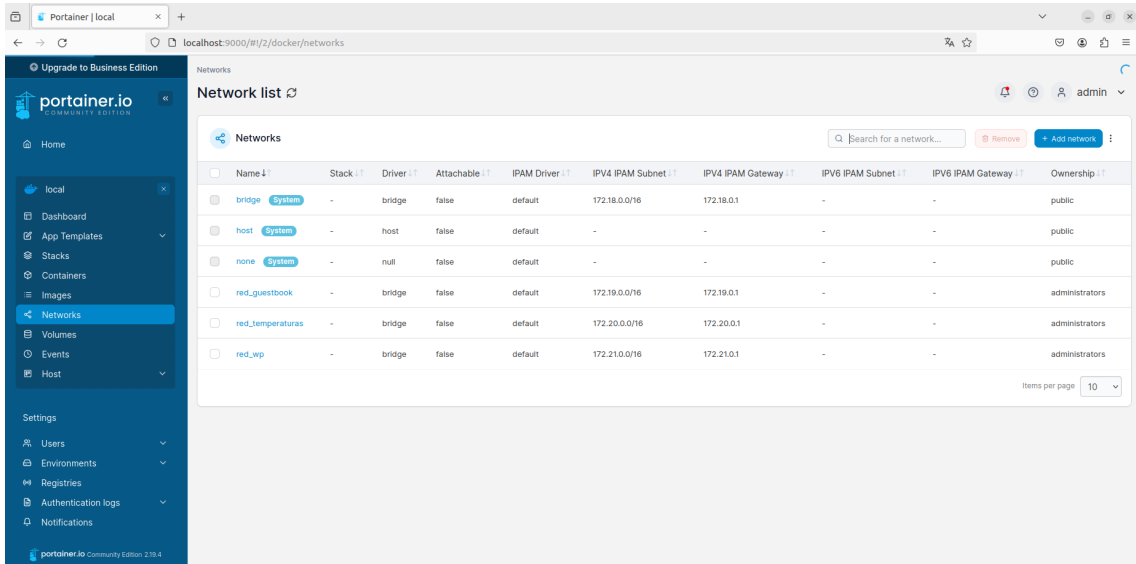 Portainer | local
localhost:9000/#!/2/docker/networks
Upgrade to Business Edition
portainer.io
COMMUNITY EDITION
Home
local
Dashboard
App Templates
Stacks
Containers
Images
Networks
Volumes
Events
Host
Settings
Users
Environments
Registries
Authentication logs
Notifications
portainer.io Community Edition 2.19.4
Networks
Network list
admin
Networks
Search for a network...
Remove
+ Add network
Name Stack Driver Attachable IPAM Driver IPV4 IPAM Subnet IPV4 IPAM Gateway IPV6 IPAM Subnet IPV6 IPAM Gateway Ownership
bridge System - bridge false default 172.18.0.0/16 172.18.0.1 - - public
host System - host false default - - - - public
none System - null false default - - - - public
red_guestbook - bridge false default 172.19.0.0/16 172.19.0.1 - - administrators
red_temperaturas - bridge false default 172.20.0.0/16 172.20.0.1 - - administrators
red_wp - bridge false default 172.21.0.0/16 172.21.0.1 - - administrators
Items per page 10